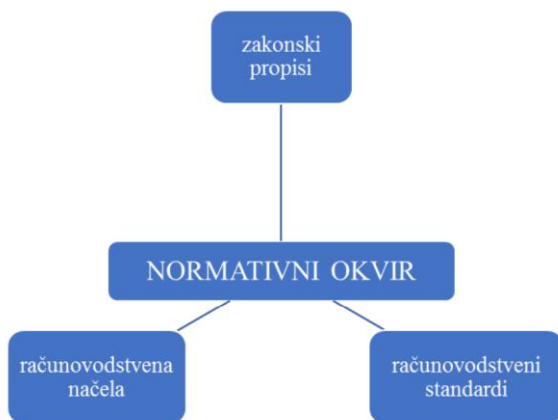 zakonski
propisi
NORMATIVNI OKVIR
računovodstvena
načela
računovodstveni
standardi